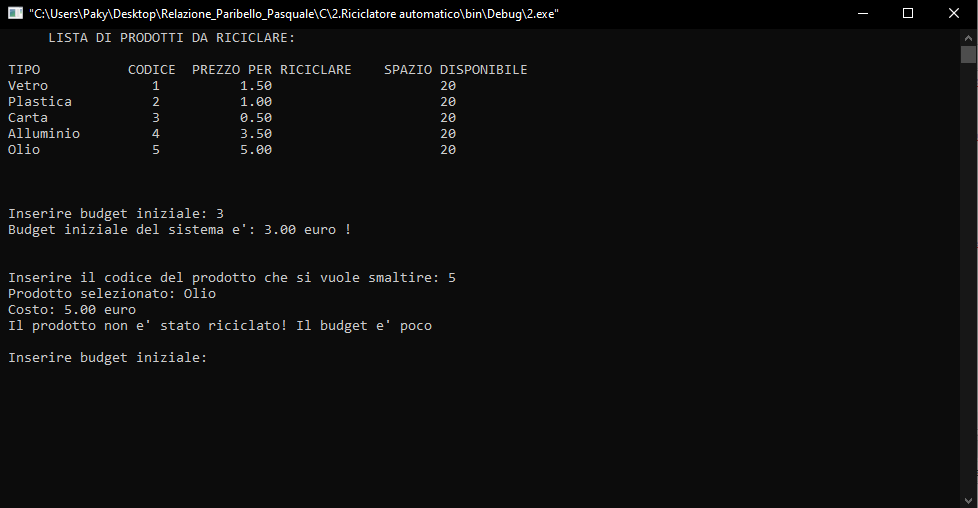 "C:\Users\Paky\Desktop\Relazione_Paribello_Pasquale\C\2.Riciclatore automatico\bin\Debug\2.exe"
LISTA DI PRODOTTI DA RICICLARE:
TIPO CODICE PREZZO PER RICICLARE SPAZIO DISPONIBILE
Vetro 1 1.50 20
Plastica 2 1.00 20
Carta 3 0.50 20
Alluminio 4 3.50 20
Olio 5 5.00 20
Inserire budget iniziale: 3
Budget iniziale del sistema e': 3.00 euro !
Inserire il codice del prodotto che si vuole smaltire: 5
Prodotto selezionato: Olio
Costo: 5.00 euro
Il prodotto non e' stato riciclato! Il budget e' poco
Inserire budget iniziale: